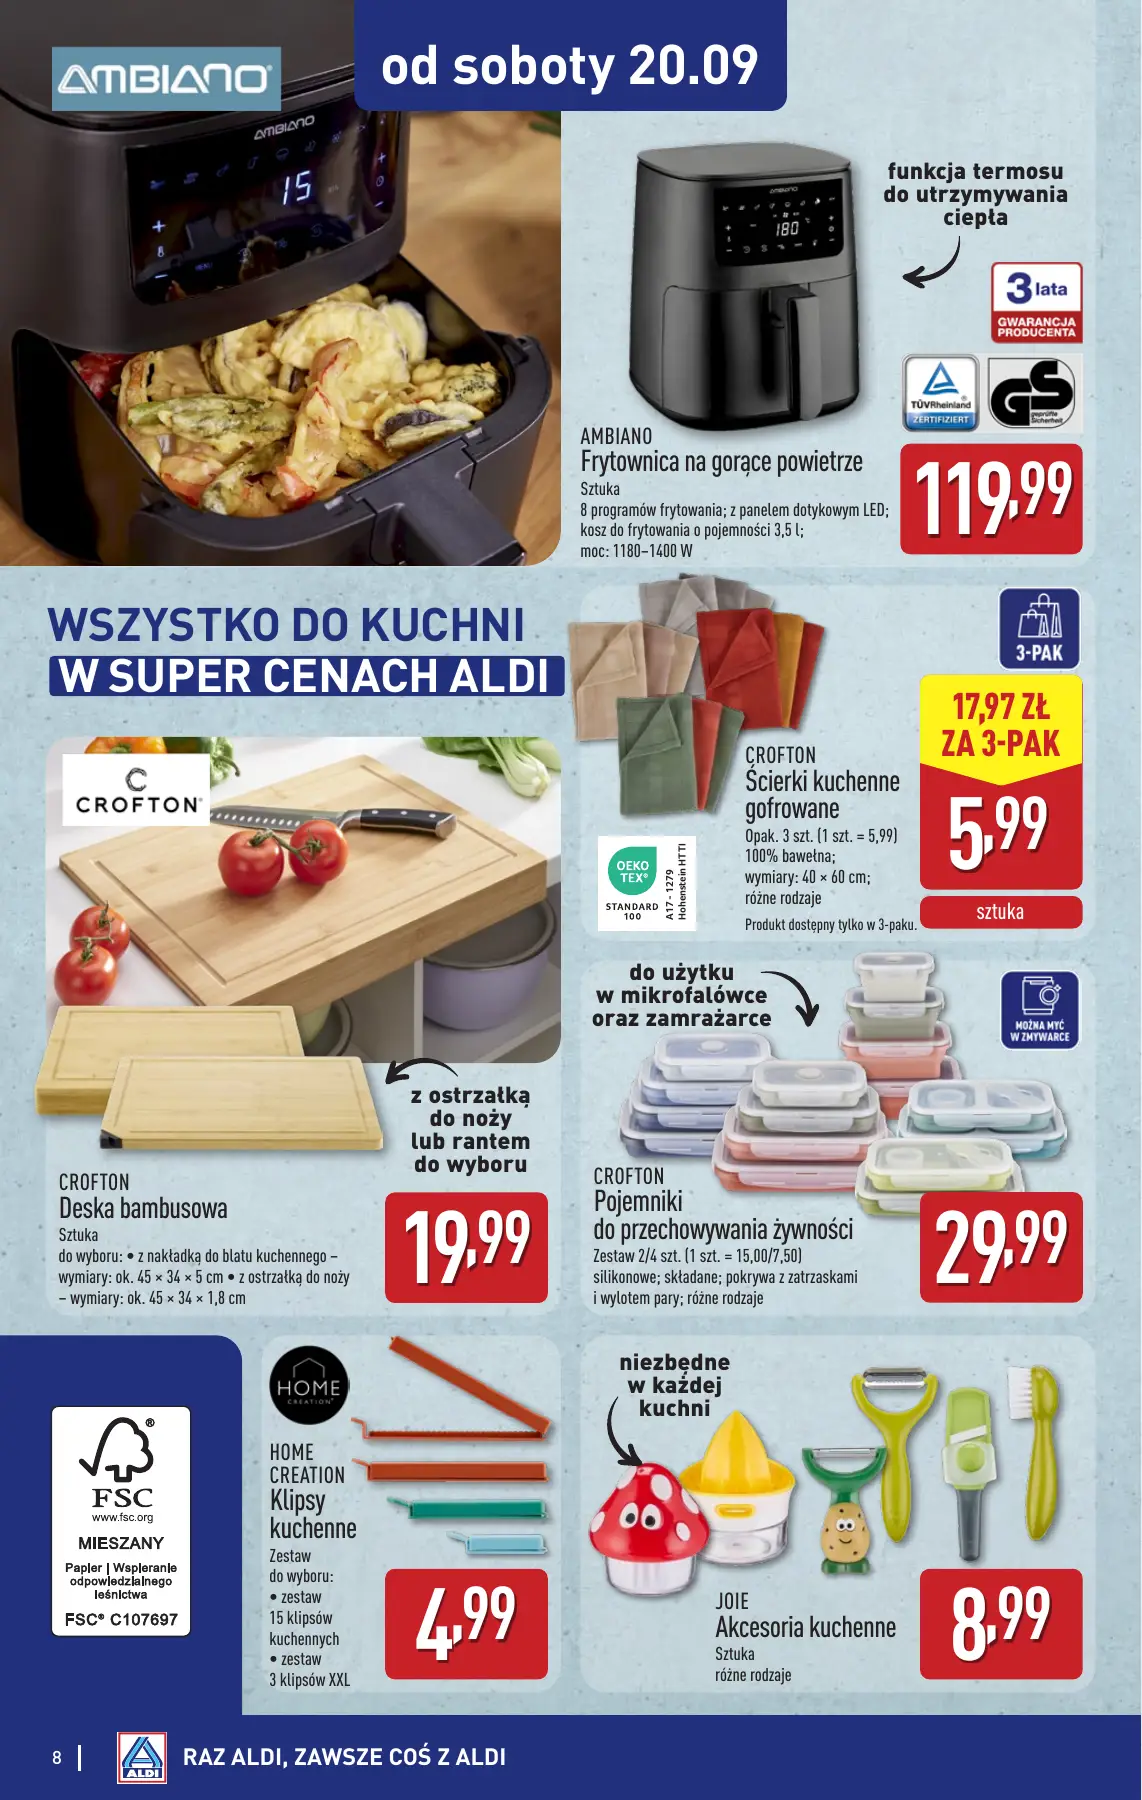 AMBIANO
od soboty 20.09
AMBIANO
15
AMBIANO
180
funkcja termosu
do utrzymywania
ciepła
3 lata
GWARANCJA
PRODUCENTA
TÜVRheinland
ZERTIFIZIERT
GS
geprüfte
Sicherheit
AMBIANO
Frytownica na gorące powietrze
Sztuka
8 programów frytowania; z panelem dotykowym LED;
kosz do frytowania o pojemności 3,5 l;
moc: 1180–1400 W
119,99
WSZYSTKO DO KUCHNI
W SUPER CENACH ALDI
3-PAK
17,97 ZŁ
ZA 3-PAK
5,99
sztuka
CROFTON
Ścierki kuchenne
gofrowane
Opak. 3 szt. (1 szt. = 5,99)
100% bawełna;
wymiary: 40 × 60 cm;
różne rodzaje
Produkt dostępny tylko w 3-paku.
OEKO
TEX®
STANDARD
100
A17 - 1279
Hohenstein HTTI
CROFTON
z ostrzałką
do noży
lub rantem
do wyboru
CROFTON
Deska bambusowa
Sztuka
do wyboru: • z nakładką do blatu kuchennego –
wymiary: ok. 45 × 34 × 5 cm • z ostrzałką do noży
– wymiary: ok. 45 × 34 × 1,8 cm
19,99
do użytku
w mikrofalówce
oraz zamrażarce
MOŻNA MYĆ
W ZMYWARCE
CROFTON
Pojemniki
do przechowywania żywności
Zestaw 2/4 szt. (1 szt. = 15,00/7,50)
silikonowe; składane; pokrywa z zatrzaskami
i wylotem pary; różne rodzaje
29,99
FSC
www.fsc.org
MIESZANY
Papier | Wspieranie
odpowiedzialnego
leśnictwa
FSC® C107697
HOME
CREATION
HOME
CREATION
Klipsy
kuchenne
Zestaw
do wyboru:
• zestaw
15 klipsów
kuchennych
• zestaw
3 klipsów XXL
4,99
niezbędne
w każdej
kuchni
JOIE
Akcesoria kuchenne
Sztuka
różne rodzaje
8,99
8
ALDI
RAZ ALDI, ZAWSZE COŚ Z ALDI